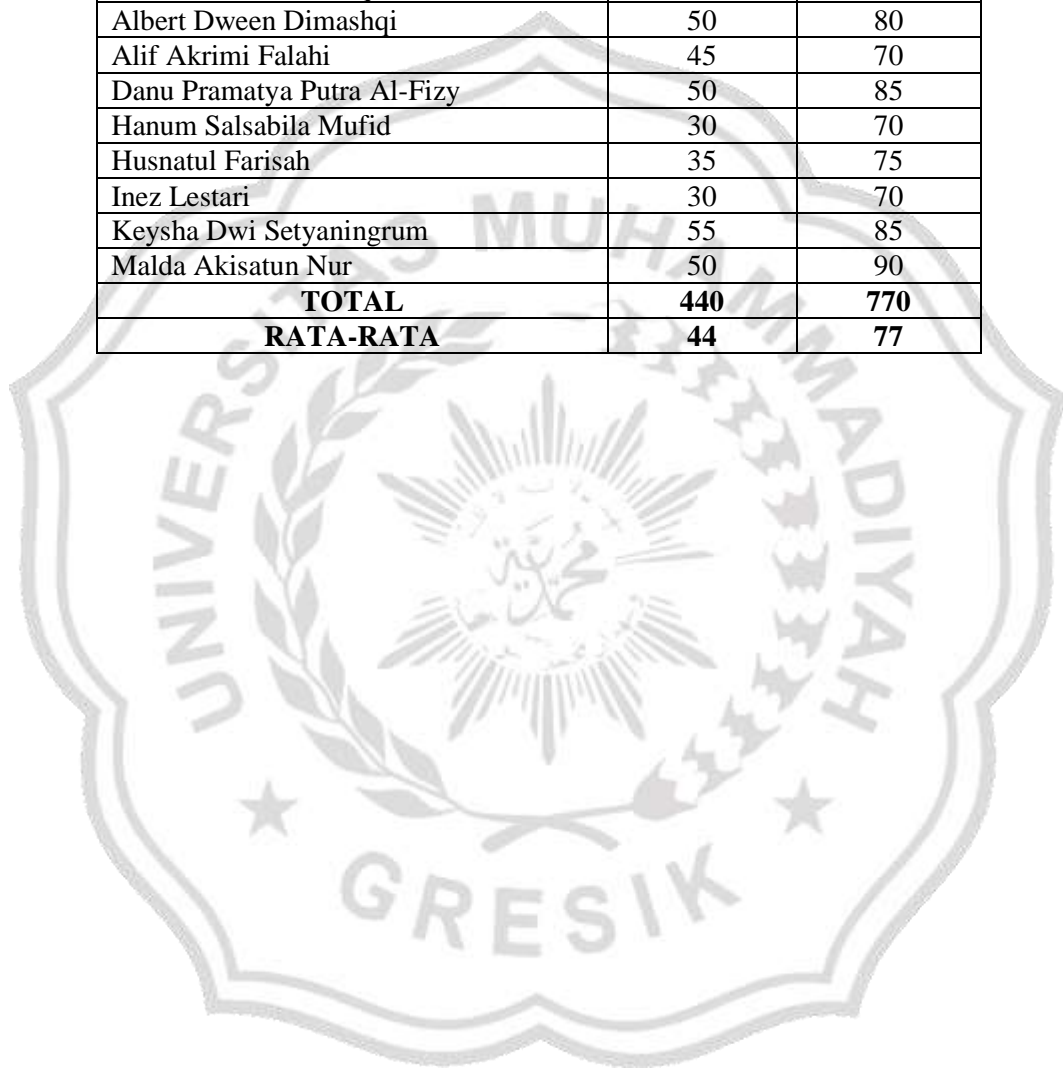 Albert Dween Dimashqi 50 80
Alif Akrimi Falahi 45 70
Danu Pramatya Putra Al-Fizy 50 85
Hanum Salsabila Mufid 30 70
Husnatul Farisah 35 75
Inez Lestari 30 70
Keysha Dwi Setyaningrum 55 85
Malda Akisatun Nur 50 90
TOTAL 440 770
RATA-RATA 44 77
UNIVERSITAS MUHAMMADIYAH
GRESIK